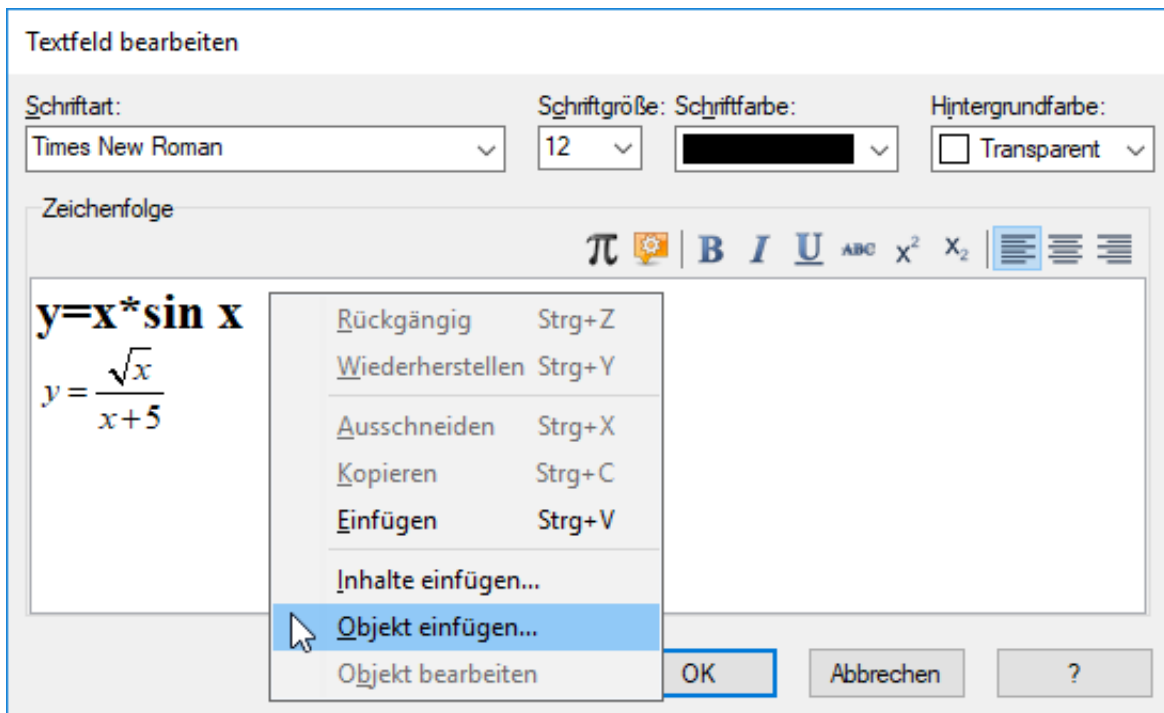 Textfeld bearbeiten
Schriftart: Schriftgröße: Schriftfarbe: Hintergrundfarbe:
Times New Roman 12 Transparent
Zeichenfolge
π B I U ABC x² x₂
y=x*sin x
y = √x / x+5
Rückgängig Strg+Z
Wiederherstellen Strg+Y
Ausschneiden Strg+X
Kopieren Strg+C
Einfügen Strg+V
Inhalte einfügen...
Objekt einfügen...
Objekt bearbeiten
OK Abbrechen ?